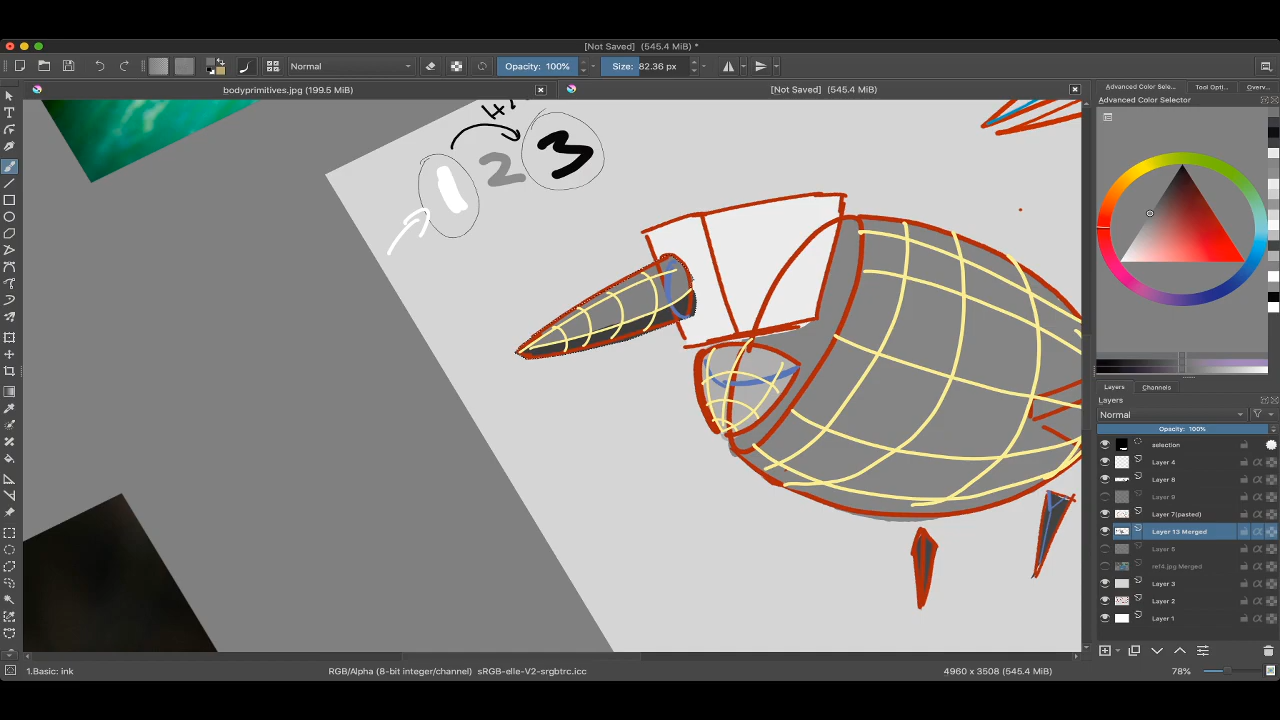 [Not Saved] (545.4 MiB) *
Normal
Opacity: 100%
Size: 82.36 px
bodyprimitives.jpg (199.5 MiB)
[Not Saved] (545.4 MiB)
Advanced Color Sele...
Tool Opti...
Overv...
Advanced Color Selector
1 2 3
Layers
Channels
Layers
Normal
Opacity: 100%
selection
Layer 4
Layer 8
Layer 9
Layer 7(pasted)
Layer 13 Merged
ref4.jpg Merged
Layer 3
Layer 2
Layer 1
1.Basic: ink
RGB/Alpha (8-bit integer/channel) sRGB-elle-V2-srgbtrc.icc
4960 x 3508 (545.4 MiB)
78%